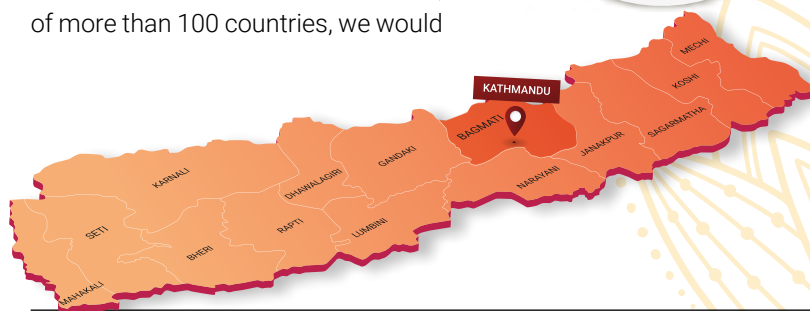 of more than 100 countries, we would
MECHI
KOSHI
KATHMANDU
SAGARMATHA
BAGMATI
JANAKPUR
GANDAKI
NARAYANI
KARNALI
DHAWALAGIRI
LUMBINI
RAPTI
SETI
BHERI
MAHAKALI